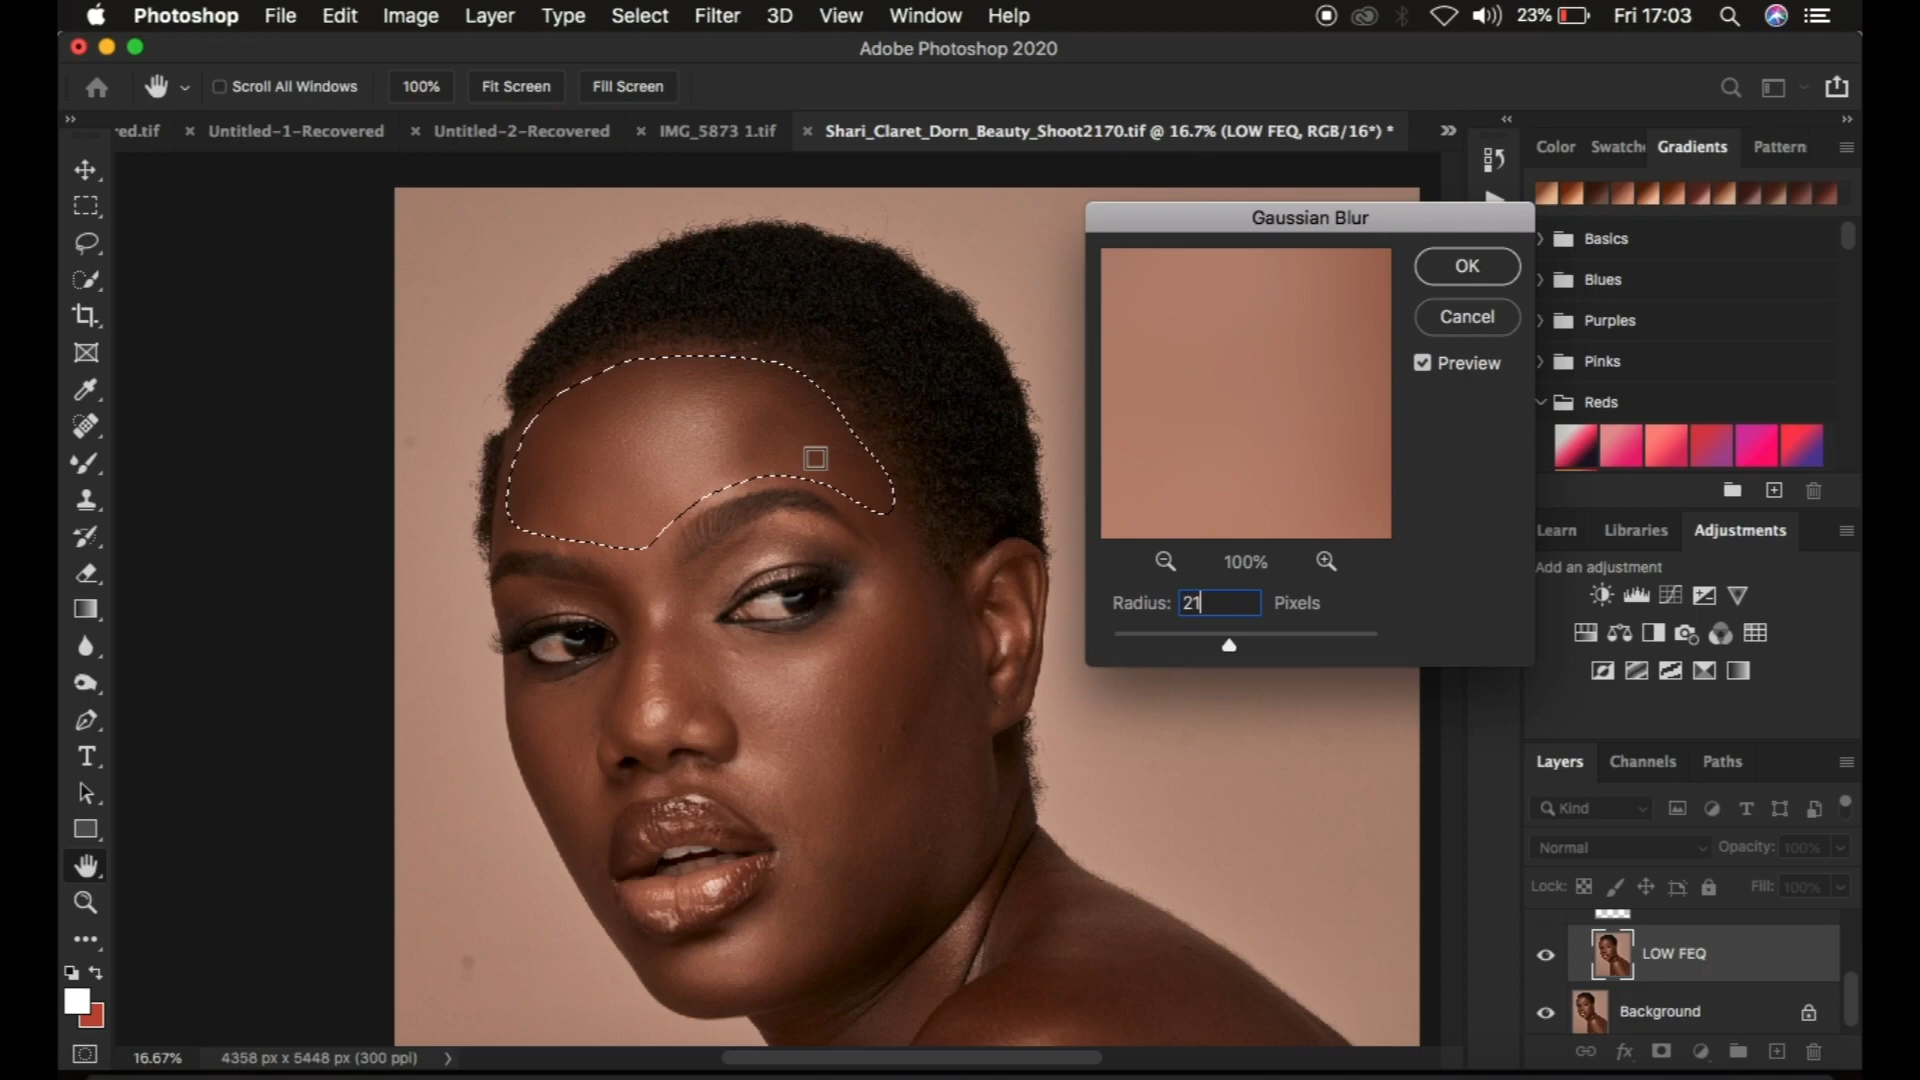 Photoshop File Edit Image Layer Type Select Filter 3D View Window Help 23% Fri 17:03
Adobe Photoshop 2020
Scroll All Windows 100% Fit Screen Fill Screen
red.tif × Untitled-1-Recovered × Untitled-2-Recovered × IMG_5873 1.tif × Shari_Claret_Dorn_Beauty_Shoot2170.tif @ 16.7% (LOW FEQ, RGB/16*) *
Color Swatche Gradients Pattern
Gaussian Blur
Basics
OK
Blues
Cancel
Purples
Preview
Pinks
Reds
Learn Libraries Adjustments
100%
Add an adjustment
Radius: 21 Pixels
Layers Channels Paths
Kind
Normal Opacity: 100%
Lock: Fill: 100%
LOW FEQ
Background
16.67% 4358 px x 5448 px (300 ppi)